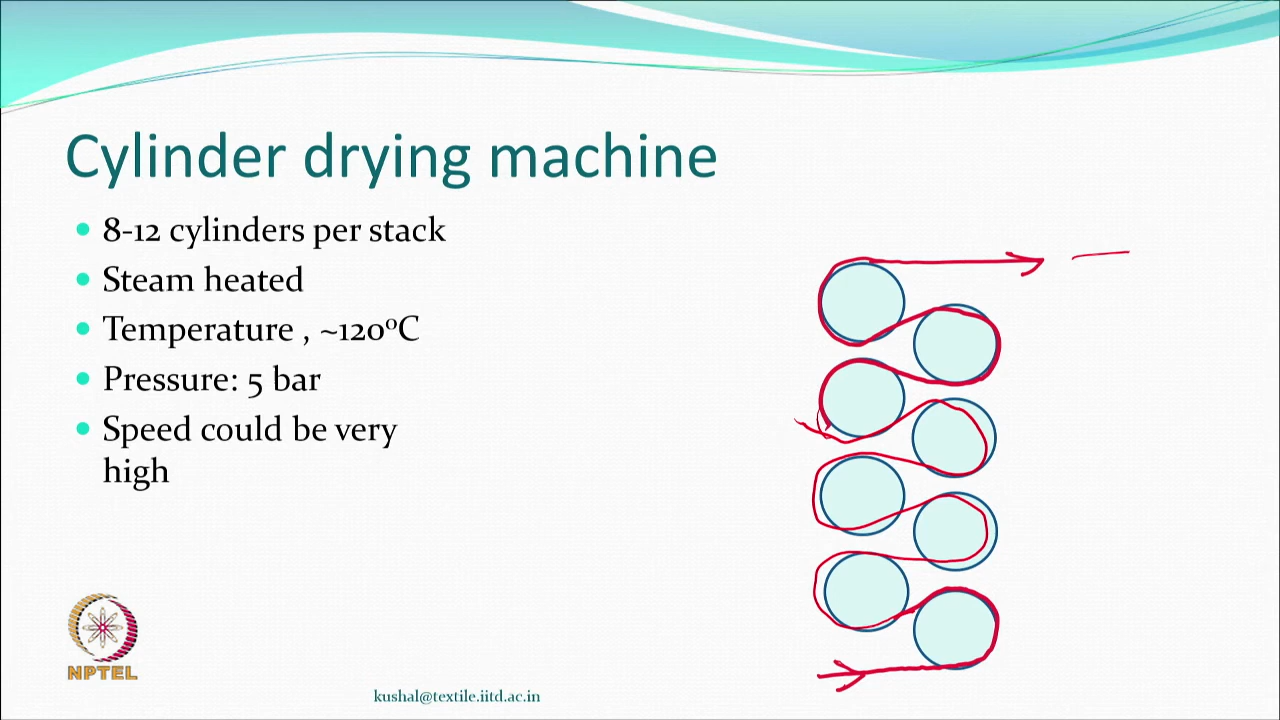 Cylinder drying machine
• 8-12 cylinders per stack
• Steam heated
• Temperature , ~120⁰C
• Pressure: 5 bar
• Speed could be very
high
NPTEL
kushal@textile.iitd.ac.in